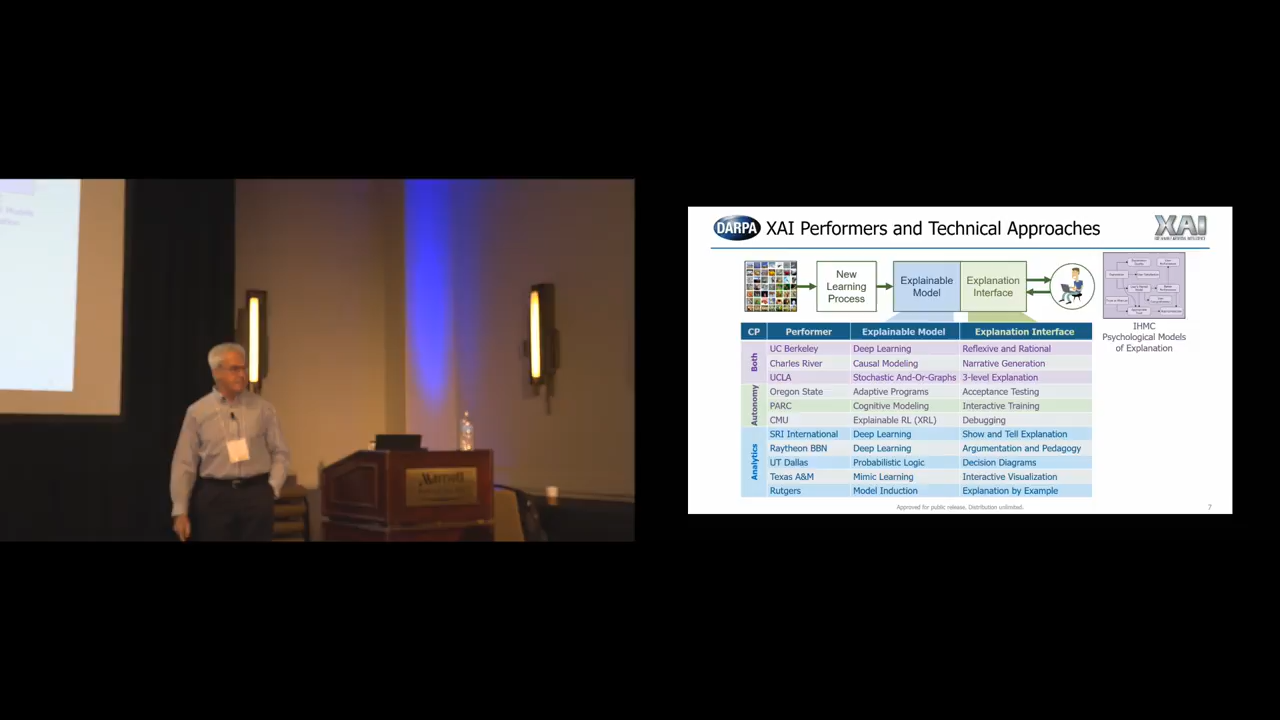 DARPA
XAI Performers and Technical Approaches
XAI
New
Learning
Process
Explainable
Model
Explanation
Interface
IHMC
Psychological Models
of Explanation
CP Performer Explainable Model Explanation Interface
Both
UC Berkeley Deep Learning Reflexive and Rational
Charles River Causal Modeling Narrative Generation
UCLA Stochastic And-Or-Graphs 3-level Explanation
Autonomy
Oregon State Adaptive Programs Acceptance Testing
PARC Cognitive Modeling Interactive Training
CMU Explainable RL (XRL) Debugging
Analytics
SRI International Deep Learning Show and Tell Explanation
Raytheon BBN Deep Learning Argumentation and Pedagogy
UT Dallas Probabilistic Logic Decision Diagrams
Texas A&M Mimic Learning Interactive Visualization
Rutgers Model Induction Explanation by Example
Approved for public release. Distribution unlimited.
7
Marriott